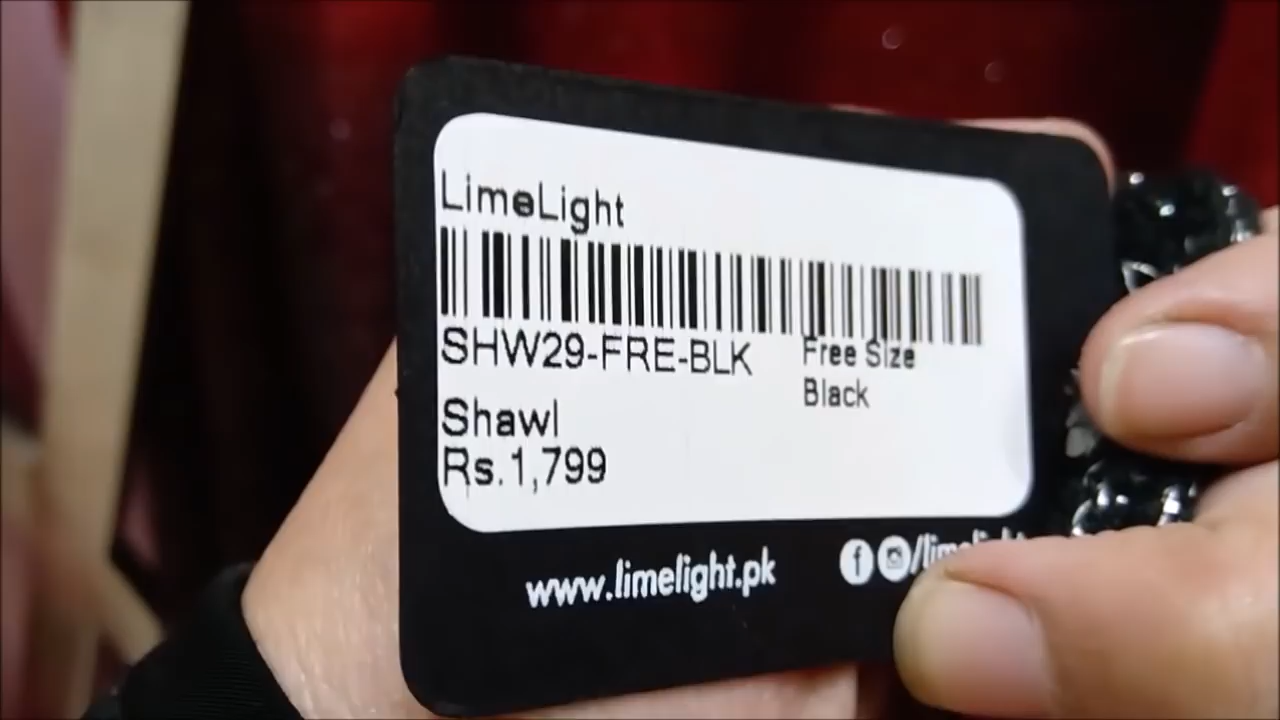 LimeLight
SHW29-FRE-BLK
Free Size
Black
Shawl
Rs.1,799
www.limelight.pk